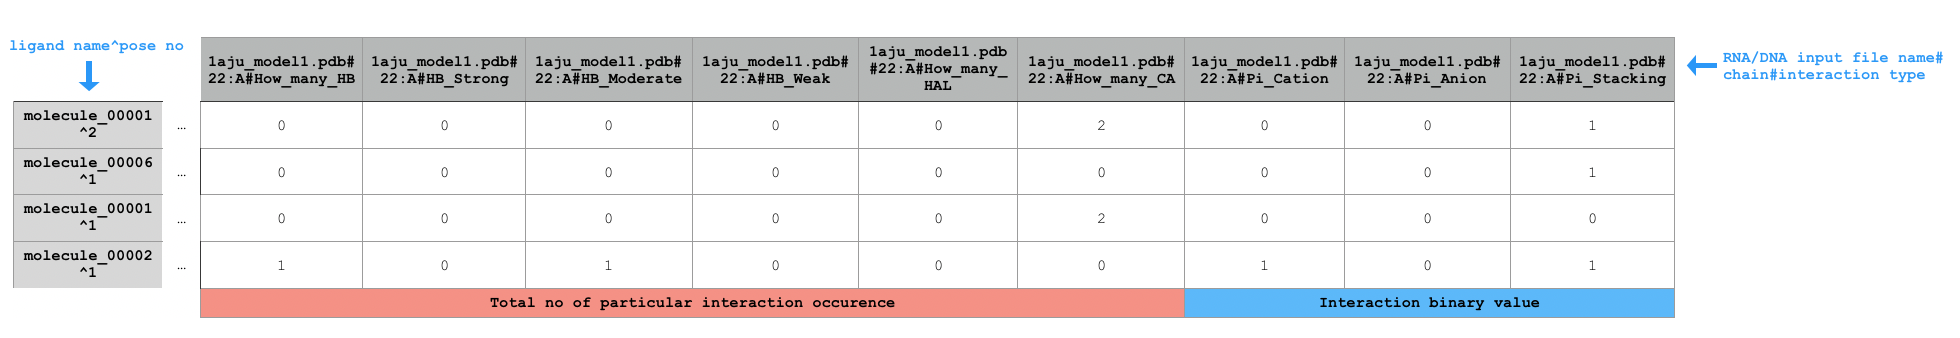 ligand name^pose no
1aju_model1.pdb#
22:A#How_many_HB
1aju_model1.pdb#
22:A#HB_Strong
1aju_model1.pdb#
22:A#HB_Moderate
1aju_model1.pdb#
22:A#HB_Weak
1aju_model1.pdb
#22:A#How_many_
HAL
1aju_model1.pdb#
22:A#How_many_CA
1aju_model1.pdb#
22:A#Pi_Cation
1aju_model1.pdb#
22:A#Pi_Anion
1aju_model1.pdb#
22:A#Pi_Stacking
RNA/DNA input file name#
chain#interaction type
molecule_00001
^2
… 0 0 0 0 0 2 0 0 1
molecule_00006
^1
… 0 0 0 0 0 0 0 0 1
molecule_00001
^1
… 0 0 0 0 0 2 0 0 0
molecule_00002
^1
… 1 0 1 0 0 0 1 0 1
Total no of particular interaction occurence
Interaction binary value